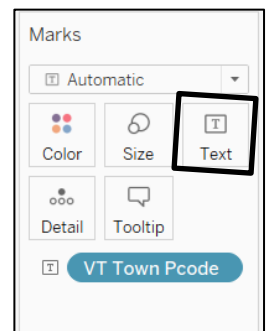 Marks
T Automatic
Color Size T Text
Detail Tooltip
T VT Town Pcode